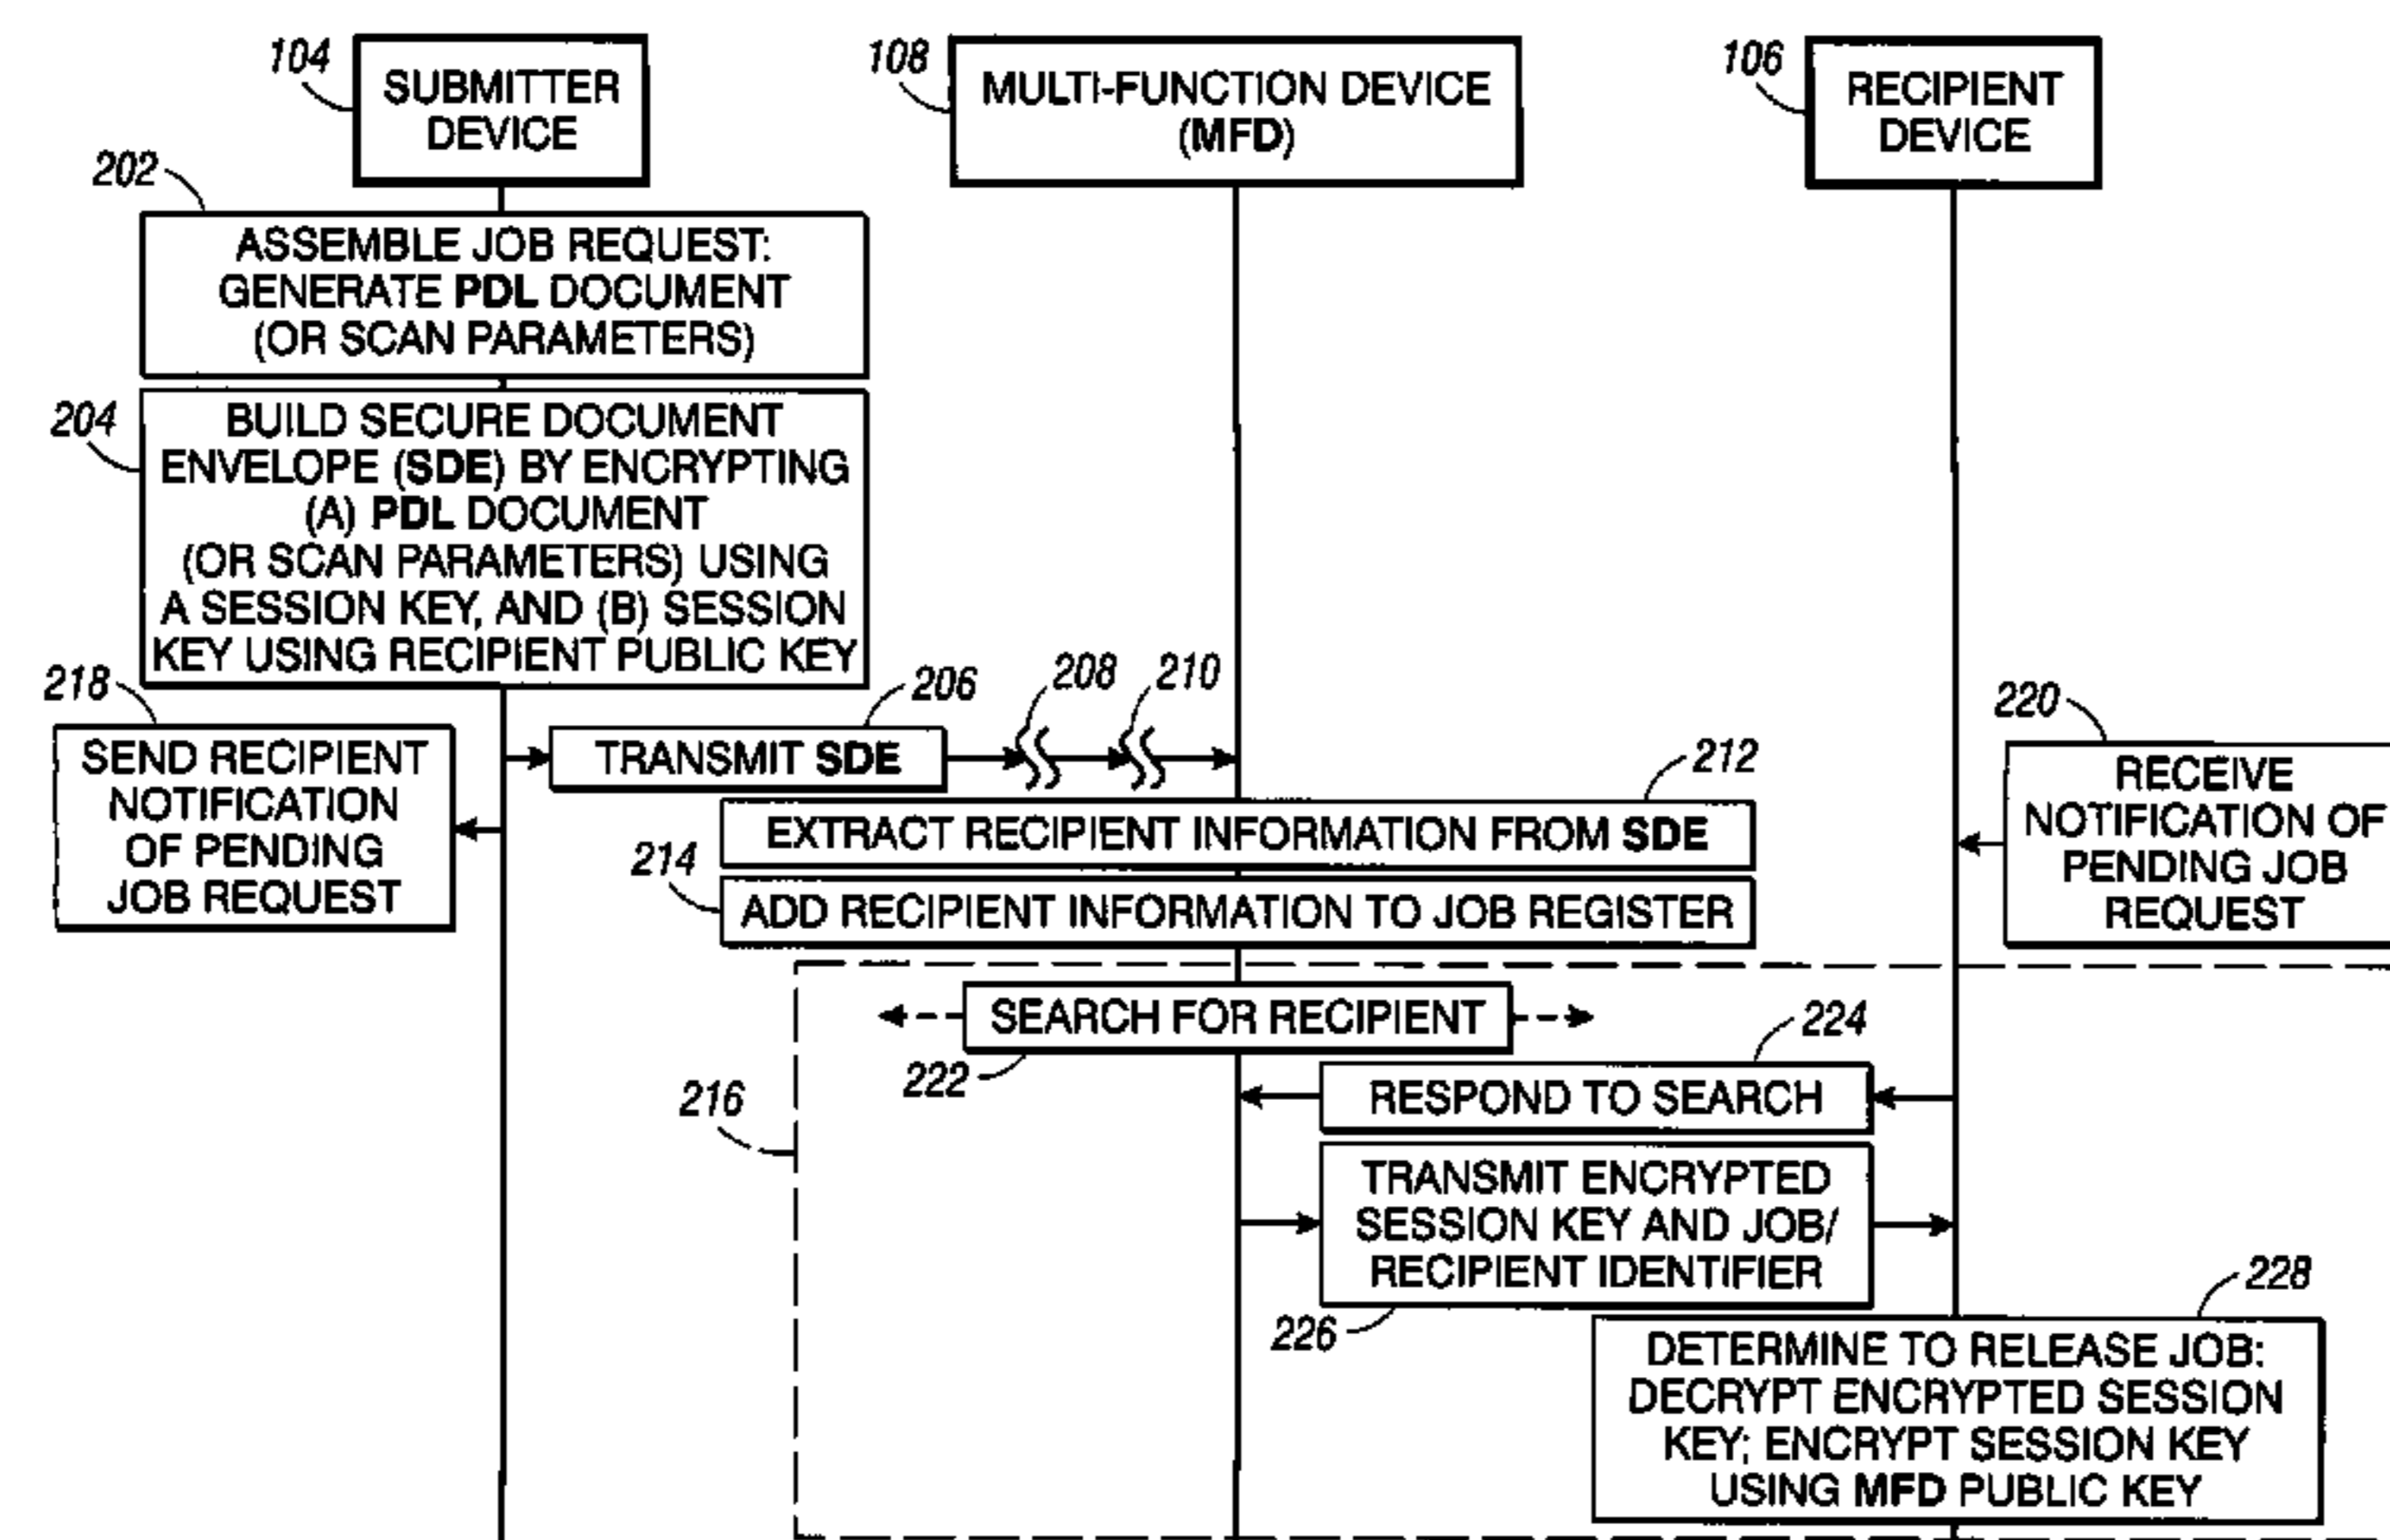 104
SUBMITTER
DEVICE
108
MULTI-FUNCTION DEVICE
(MFD)
106
RECIPIENT
DEVICE
202
ASSEMBLE JOB REQUEST:
GENERATE PDL DOCUMENT
(OR SCAN PARAMETERS)
204
BUILD SECURE DOCUMENT
ENVELOPE (SDE) BY ENCRYPTING
(A) PDL DOCUMENT
(OR SCAN PARAMETERS) USING
A SESSION KEY, AND (B) SESSION
KEY USING RECIPIENT PUBLIC KEY
218
SEND RECIPIENT
NOTIFICATION
OF PENDING
JOB REQUEST
206
TRANSMIT SDE
208
210
212
EXTRACT RECIPIENT INFORMATION FROM SDE
214
ADD RECIPIENT INFORMATION TO JOB REGISTER
220
RECEIVE
NOTIFICATION OF
PENDING JOB
REQUEST
216
SEARCH FOR RECIPIENT
222
224
RESPOND TO SEARCH
TRANSMIT ENCRYPTED
SESSION KEY AND JOB/
RECIPIENT IDENTIFIER
226
228
DETERMINE TO RELEASE JOB:
DECRYPT ENCRYPTED SESSION
KEY; ENCRYPT SESSION KEY
USING MFD PUBLIC KEY